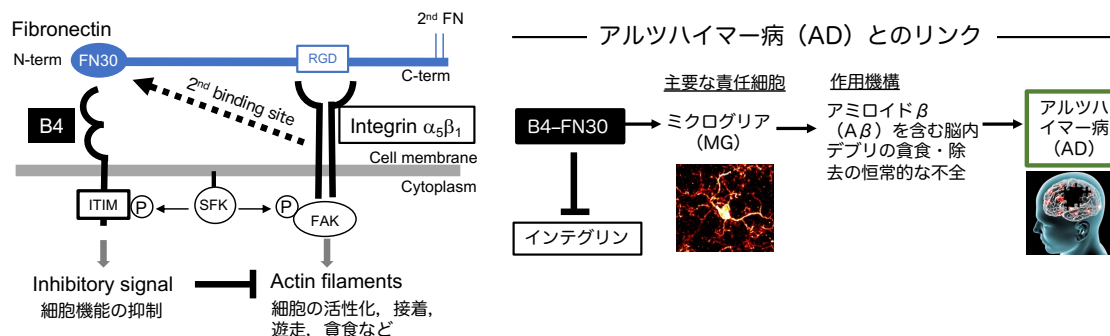 Fibronectin
2nd FN
N-term
FN30
RGD
C-term
2nd binding site
B4
Integrin α5β1
Cell membrane
Cytoplasm
ITIM
P
SFK
P
FAK
Inhibitory signal
細胞機能の抑制
Actin filaments
細胞の活性化，接着，
遊走，貪食など
アルツハイマー病（AD）とのリンク
主要な責任細胞
作用機構
B4–FN30
ミクログリア
（MG）
アミロイドβ
（Aβ）を含む脳内
デブリの貪食・除
去の恒常的な不全
アルツハ
イマー病
（AD）
インテグリン